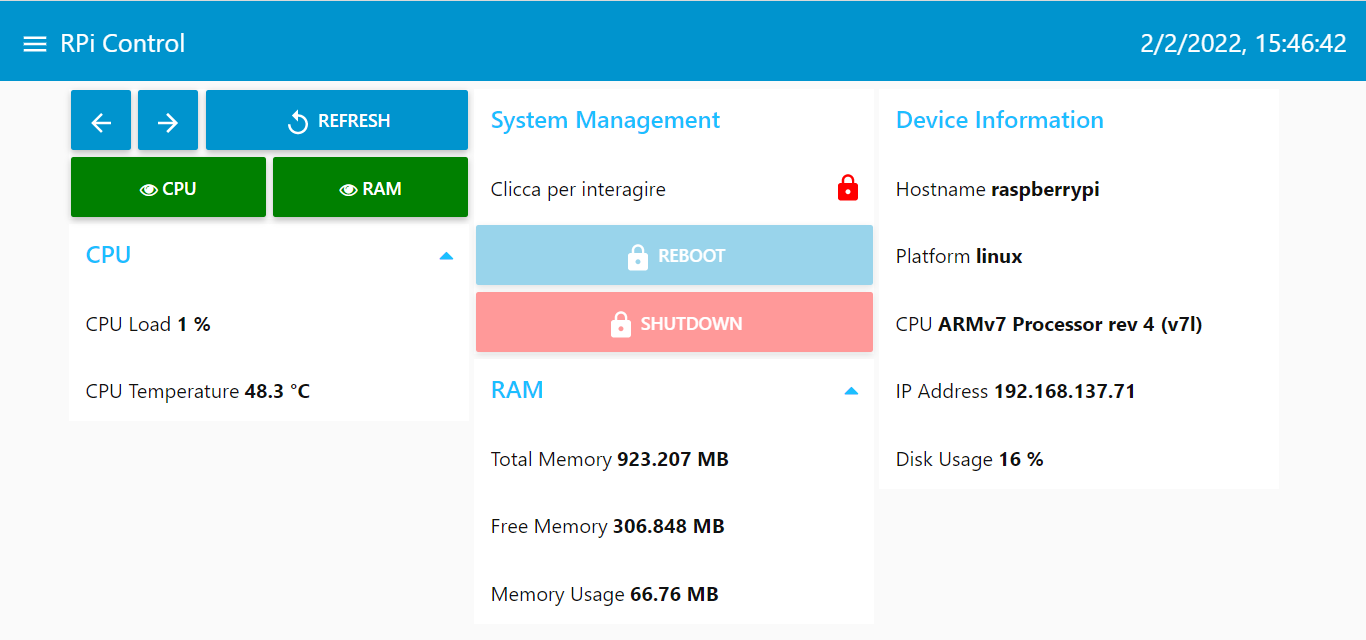 RPi Control
2/2/2022, 15:46:42
REFRESH
CPU
RAM
CPU
CPU Load 1 %
CPU Temperature 48.3 °C
System Management
Clicca per interagire
REBOOT
SHUTDOWN
RAM
Total Memory 923.207 MB
Free Memory 306.848 MB
Memory Usage 66.76 MB
Device Information
Hostname raspberrypi
Platform linux
CPU ARMv7 Processor rev 4 (v7l)
IP Address 192.168.137.71
Disk Usage 16 %